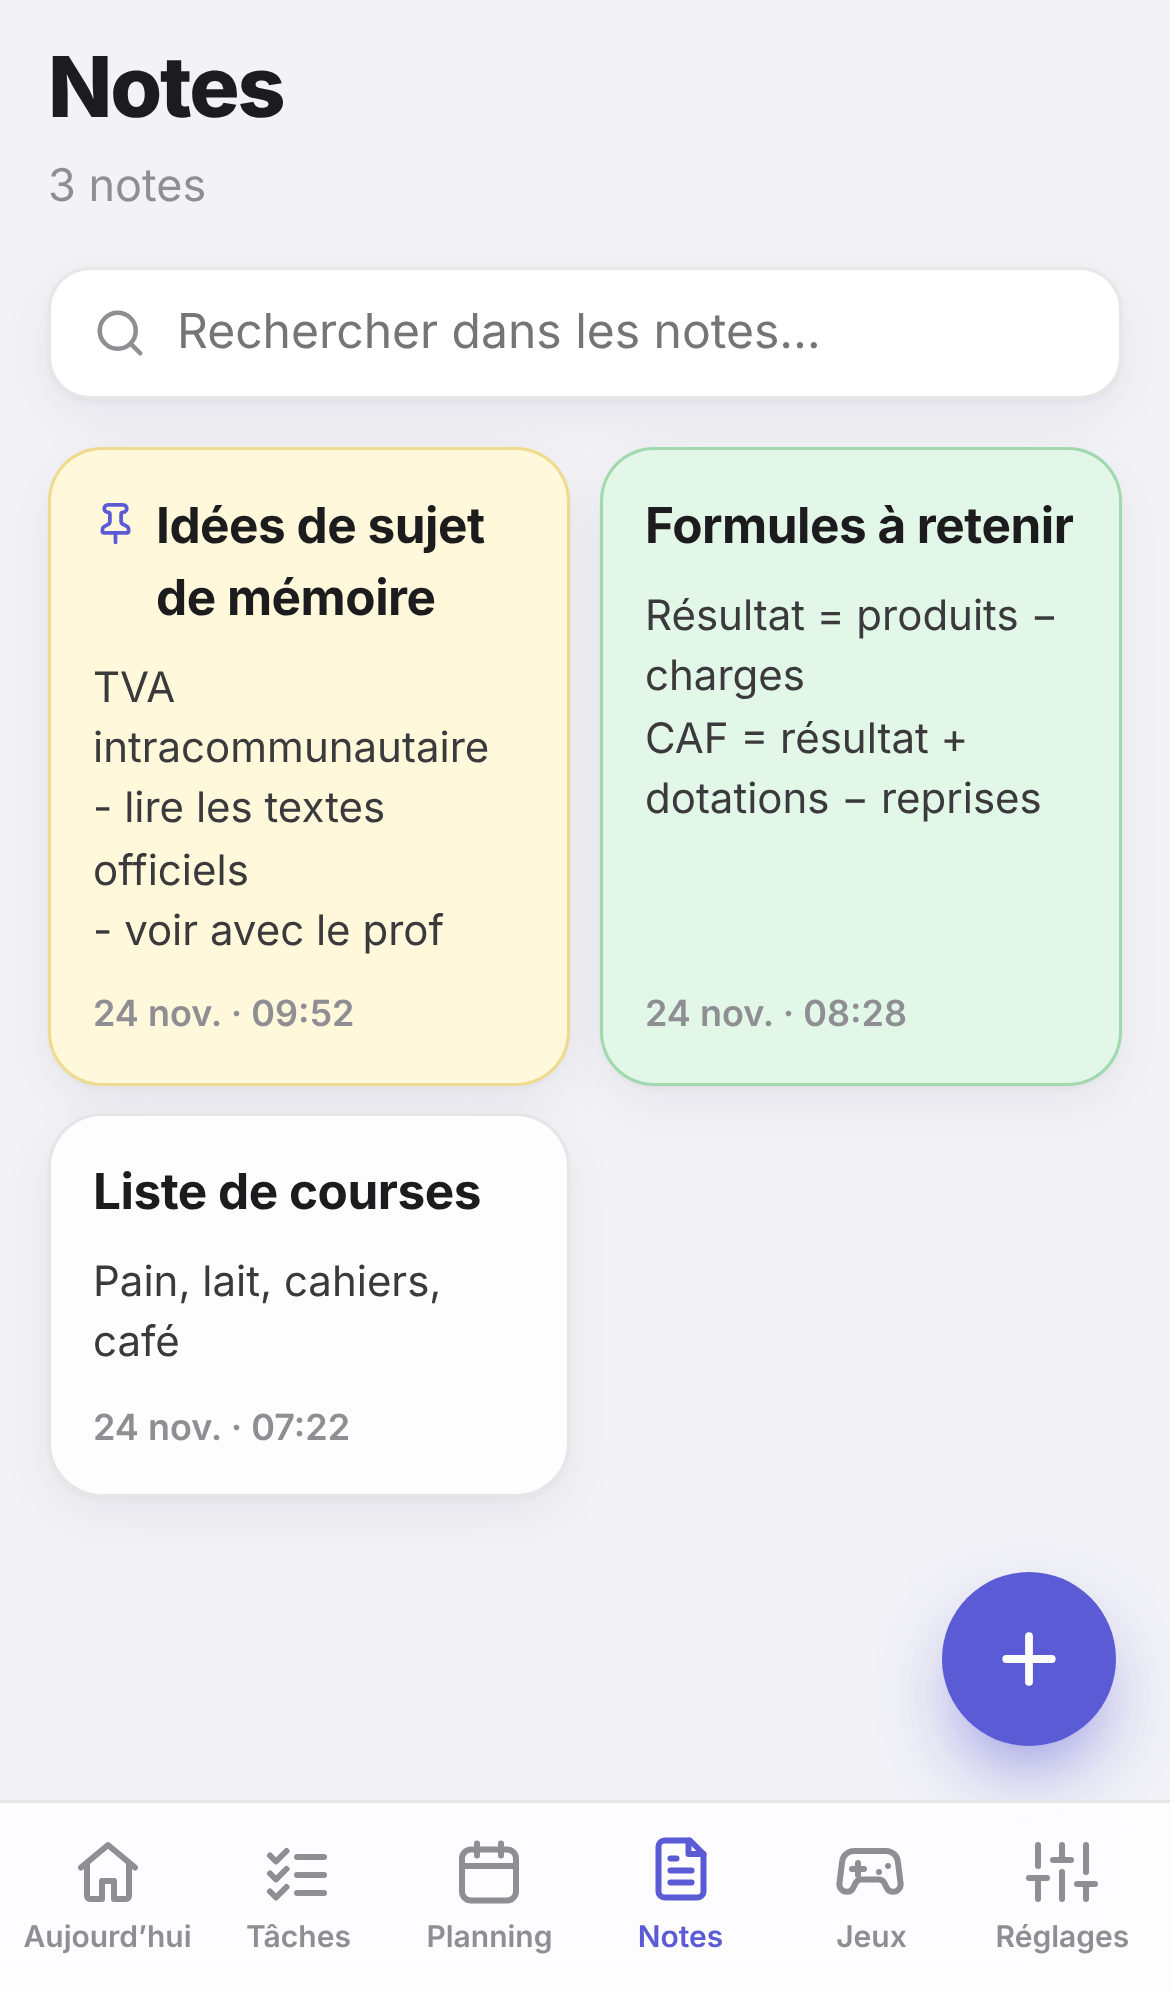 Notes
3 notes
Rechercher dans les notes...
Idées de sujet
de mémoire
TVA
intracommunautaire
- lire les textes
officiels
- voir avec le prof
24 nov. · 09:52
Formules à retenir
Résultat = produits –
charges
CAF = résultat +
dotations – reprises
24 nov. · 08:28
Liste de courses
Pain, lait, cahiers,
café
24 nov. · 07:22
Aujourd’hui
Tâches
Planning
Notes
Jeux
Réglages